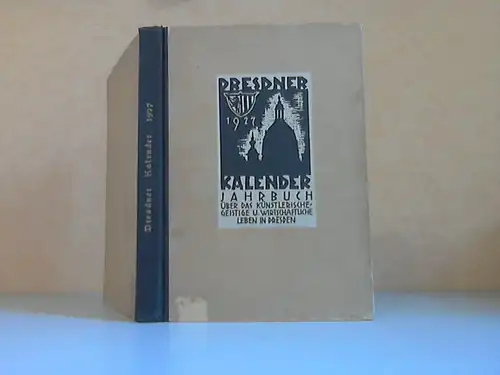 Dresdner Kalender 1927
DRESDNER
1927
KALENDER
JAHRBUCH
ÜBER DAS KÜNSTLERISCHE-
GEISTIGE U. WIRTSCHAFTLICHE
LEBEN IN DRESDEN